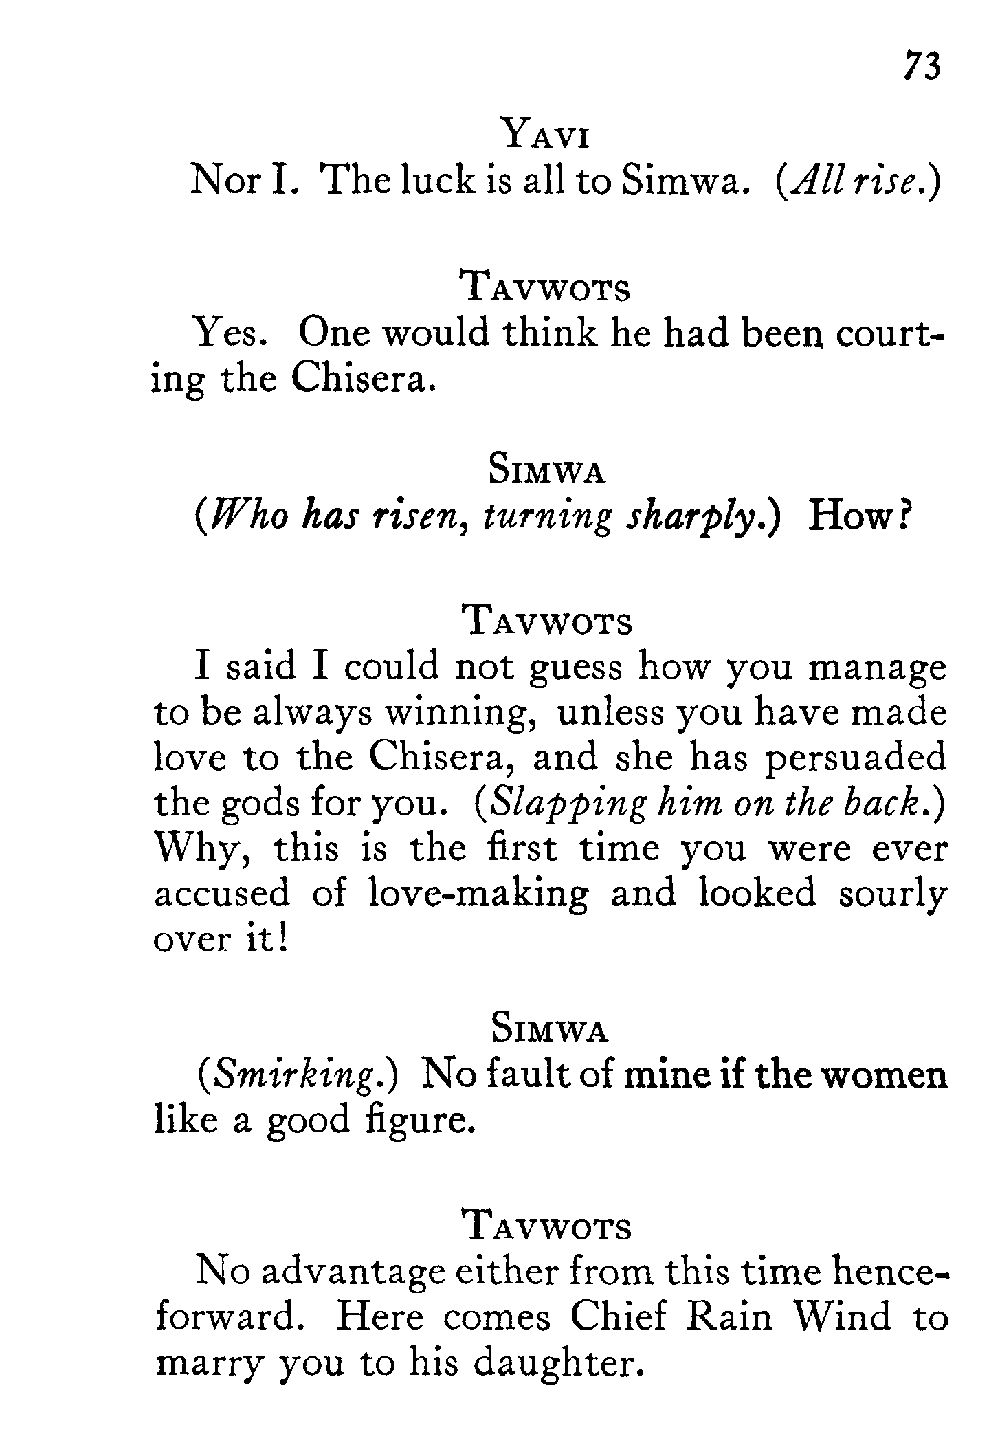 73
YAVI
Nor I. The luck is all to Simwa. (All rise.)
TAVWOTS
Yes. One would think he had been court-
ing the Chisera.
SIMWA
(Who has risen, turning sharply.) How?
TAVWOTS
I said I could not guess how you manage
to be always winning, unless you have made
love to the Chisera, and she has persuaded
the gods for you. (Slapping him on the back.)
Why, this is the first time you were ever
accused of love-making and looked sourly
over it!
SIMWA
(Smirking.) No fault of mine if the women
like a good figure.
TAVWOTS
No advantage either from this time hence-
forward. Here comes Chief Rain Wind to
marry you to his daughter.